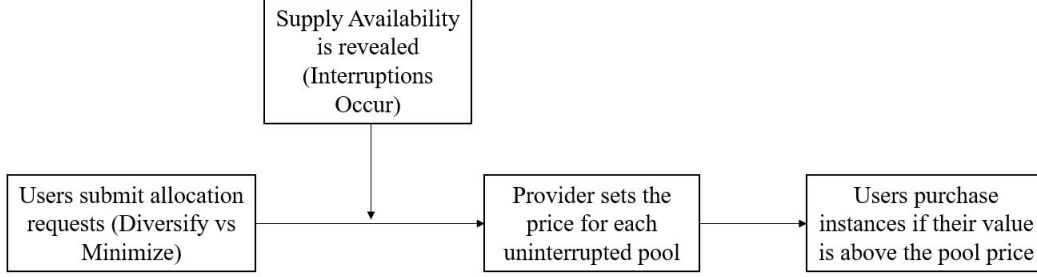 Supply Availability
is revealed
(Interruptions
Occur)
Users submit allocation
requests (Diversify vs
Minimize)
Provider sets the
price for each
uninterrupted pool
Users purchase
instances if their value
is above the pool price